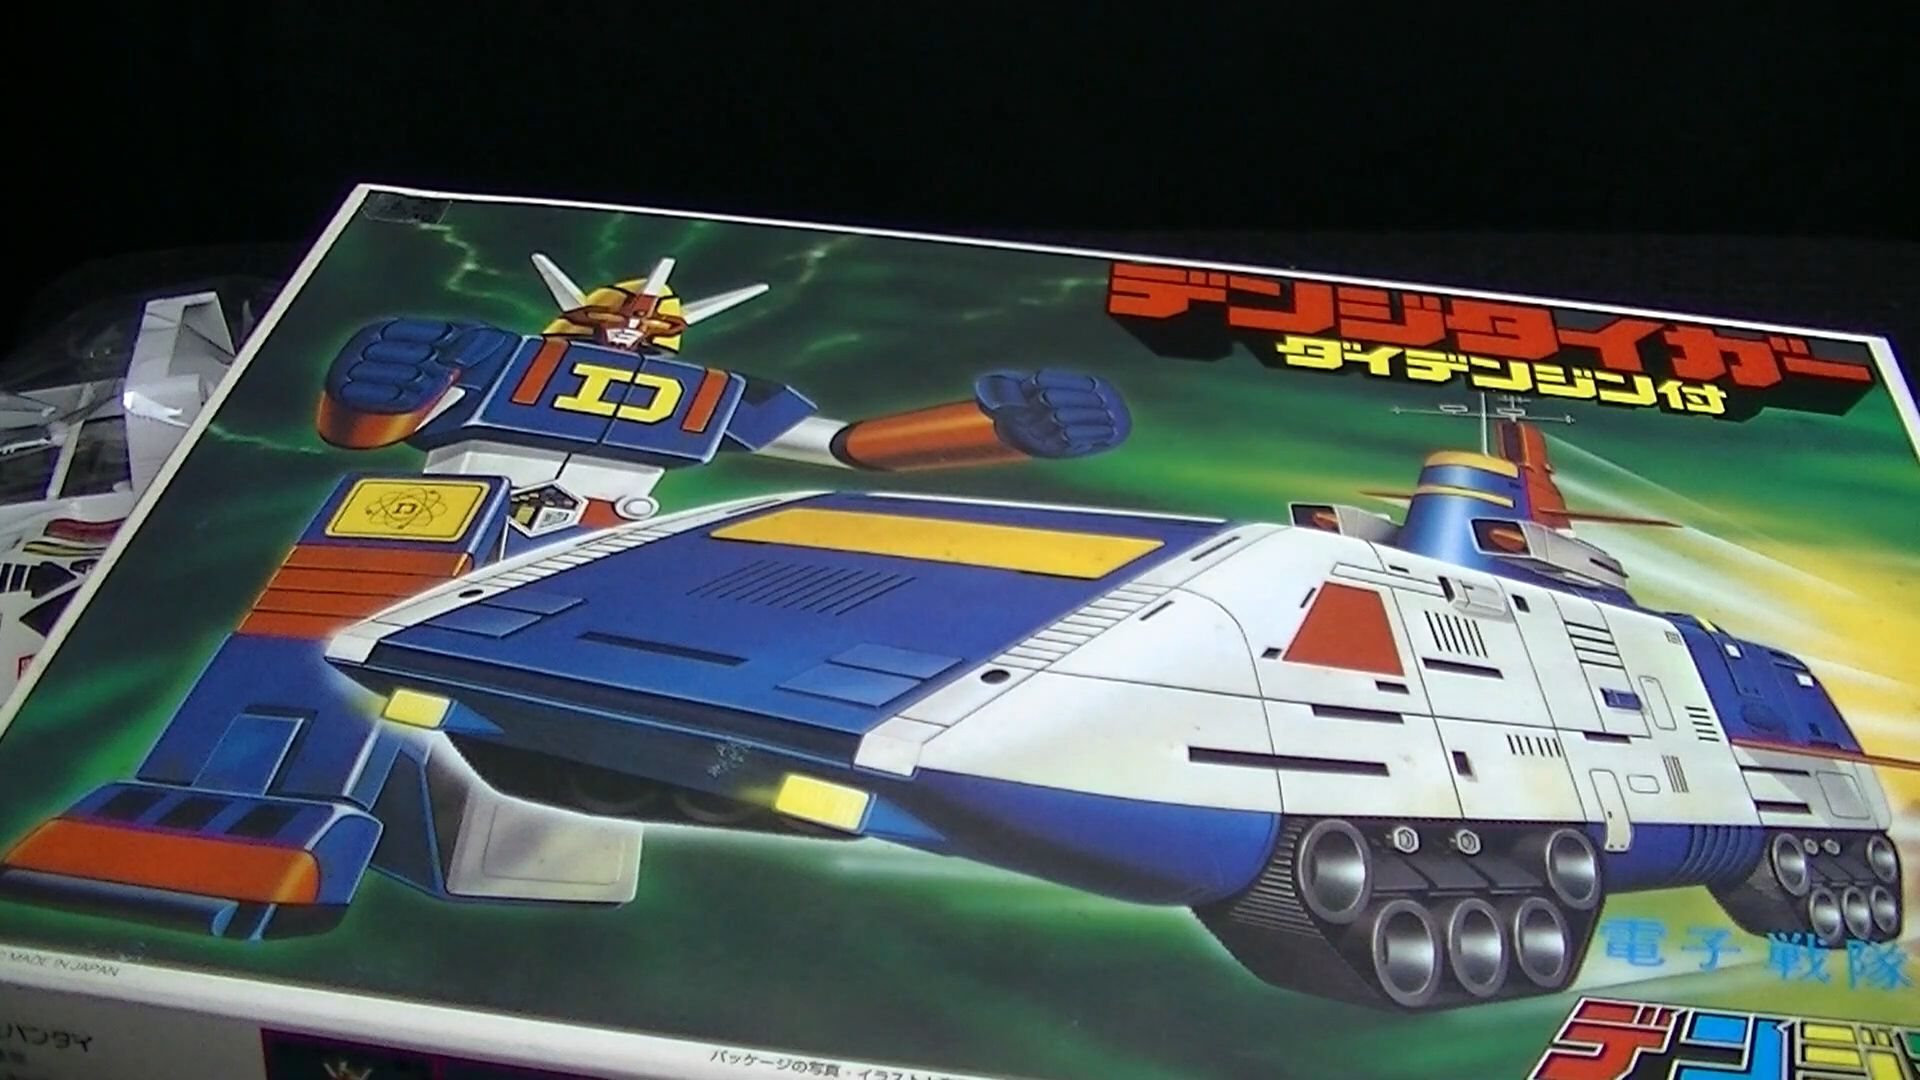 デンジタイガー
ダイデンジン付
電子戦隊
デンジ
MADE IN JAPAN
バンダイ
パッケージの写真・イラスト